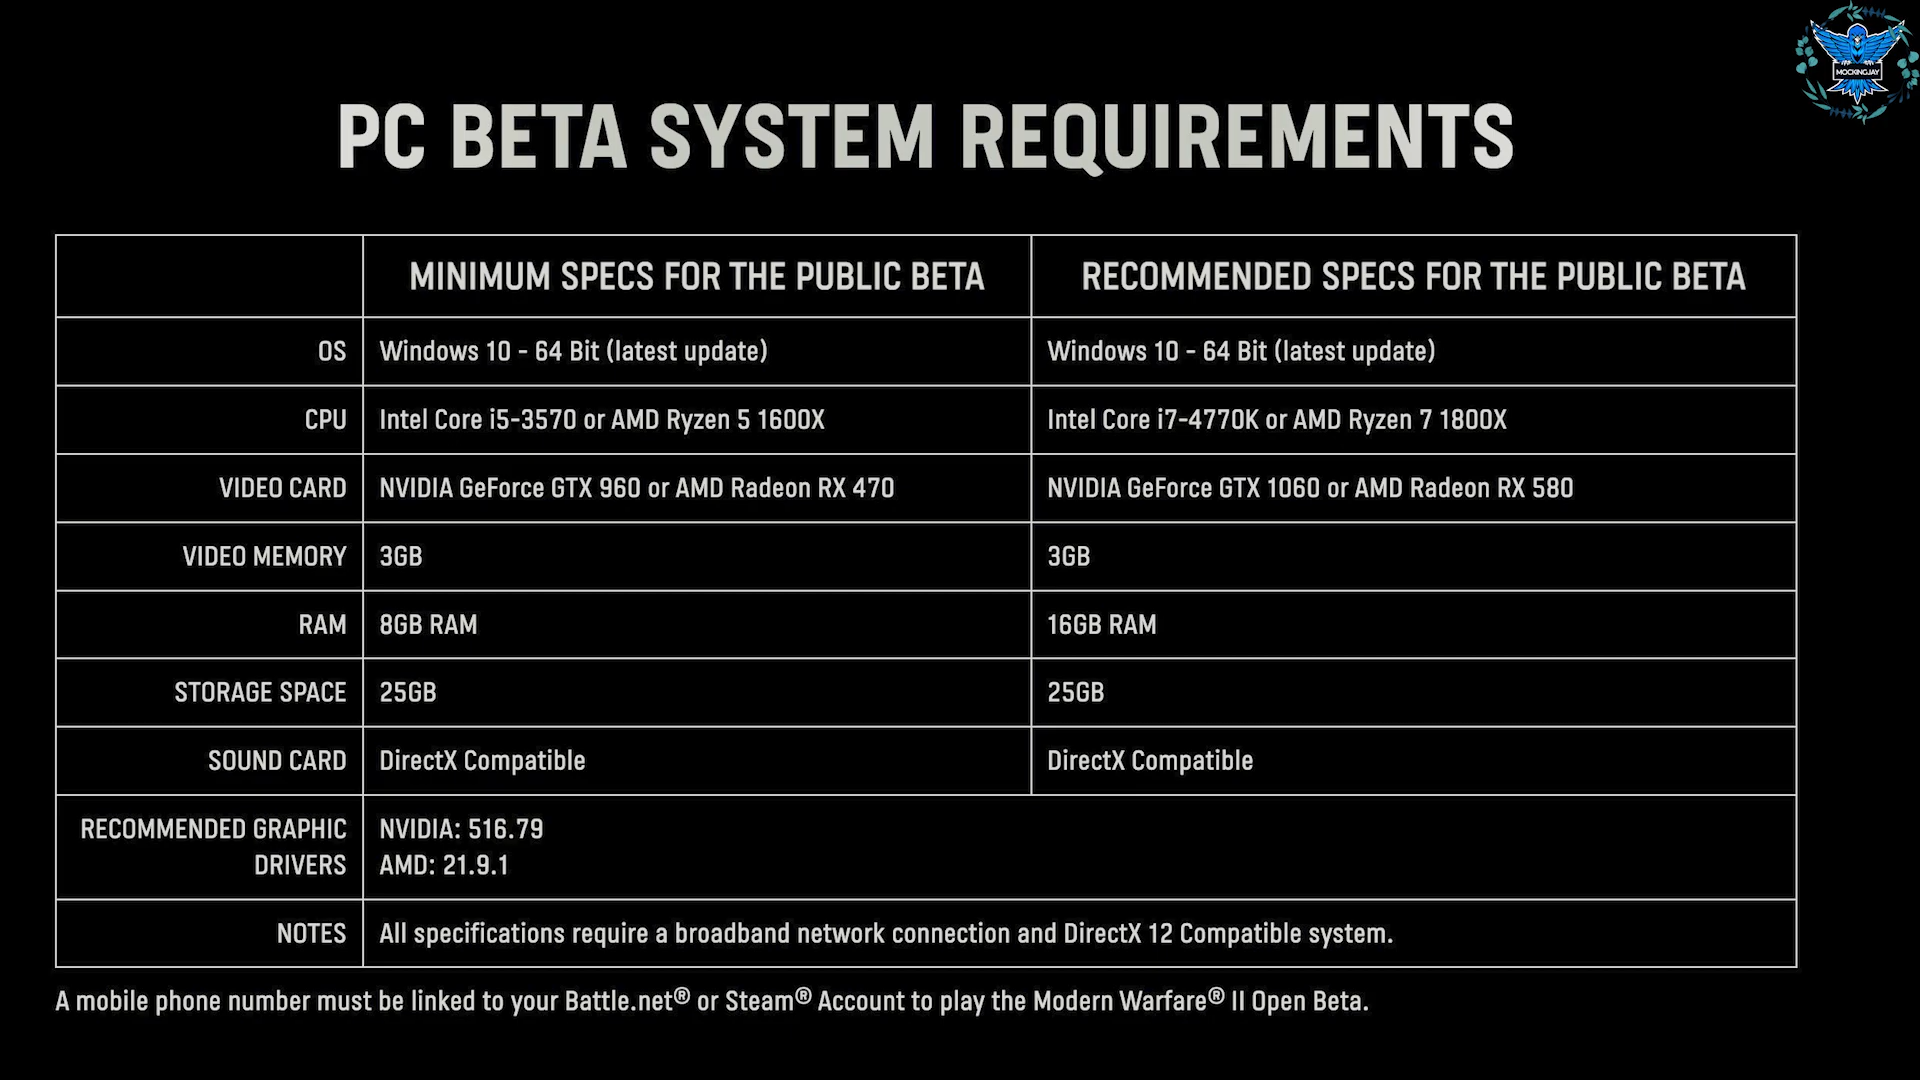 MOCKINGJAY
PC BETA SYSTEM REQUIREMENTS
MINIMUM SPECS FOR THE PUBLIC BETA
RECOMMENDED SPECS FOR THE PUBLIC BETA
OS
Windows 10 - 64 Bit (latest update)
Windows 10 - 64 Bit (latest update)
CPU
Intel Core i5-3570 or AMD Ryzen 5 1600X
Intel Core i7-4770K or AMD Ryzen 7 1800X
VIDEO CARD
NVIDIA GeForce GTX 960 or AMD Radeon RX 470
NVIDIA GeForce GTX 1060 or AMD Radeon RX 580
VIDEO MEMORY
3GB
3GB
RAM
8GB RAM
16GB RAM
STORAGE SPACE
25GB
25GB
SOUND CARD
DirectX Compatible
DirectX Compatible
RECOMMENDED GRAPHIC
DRIVERS
NVIDIA: 516.79
AMD: 21.9.1
NOTES
All specifications require a broadband network connection and DirectX 12 Compatible system.
A mobile phone number must be linked to your Battle.net® or Steam® Account to play the Modern Warfare® II Open Beta.